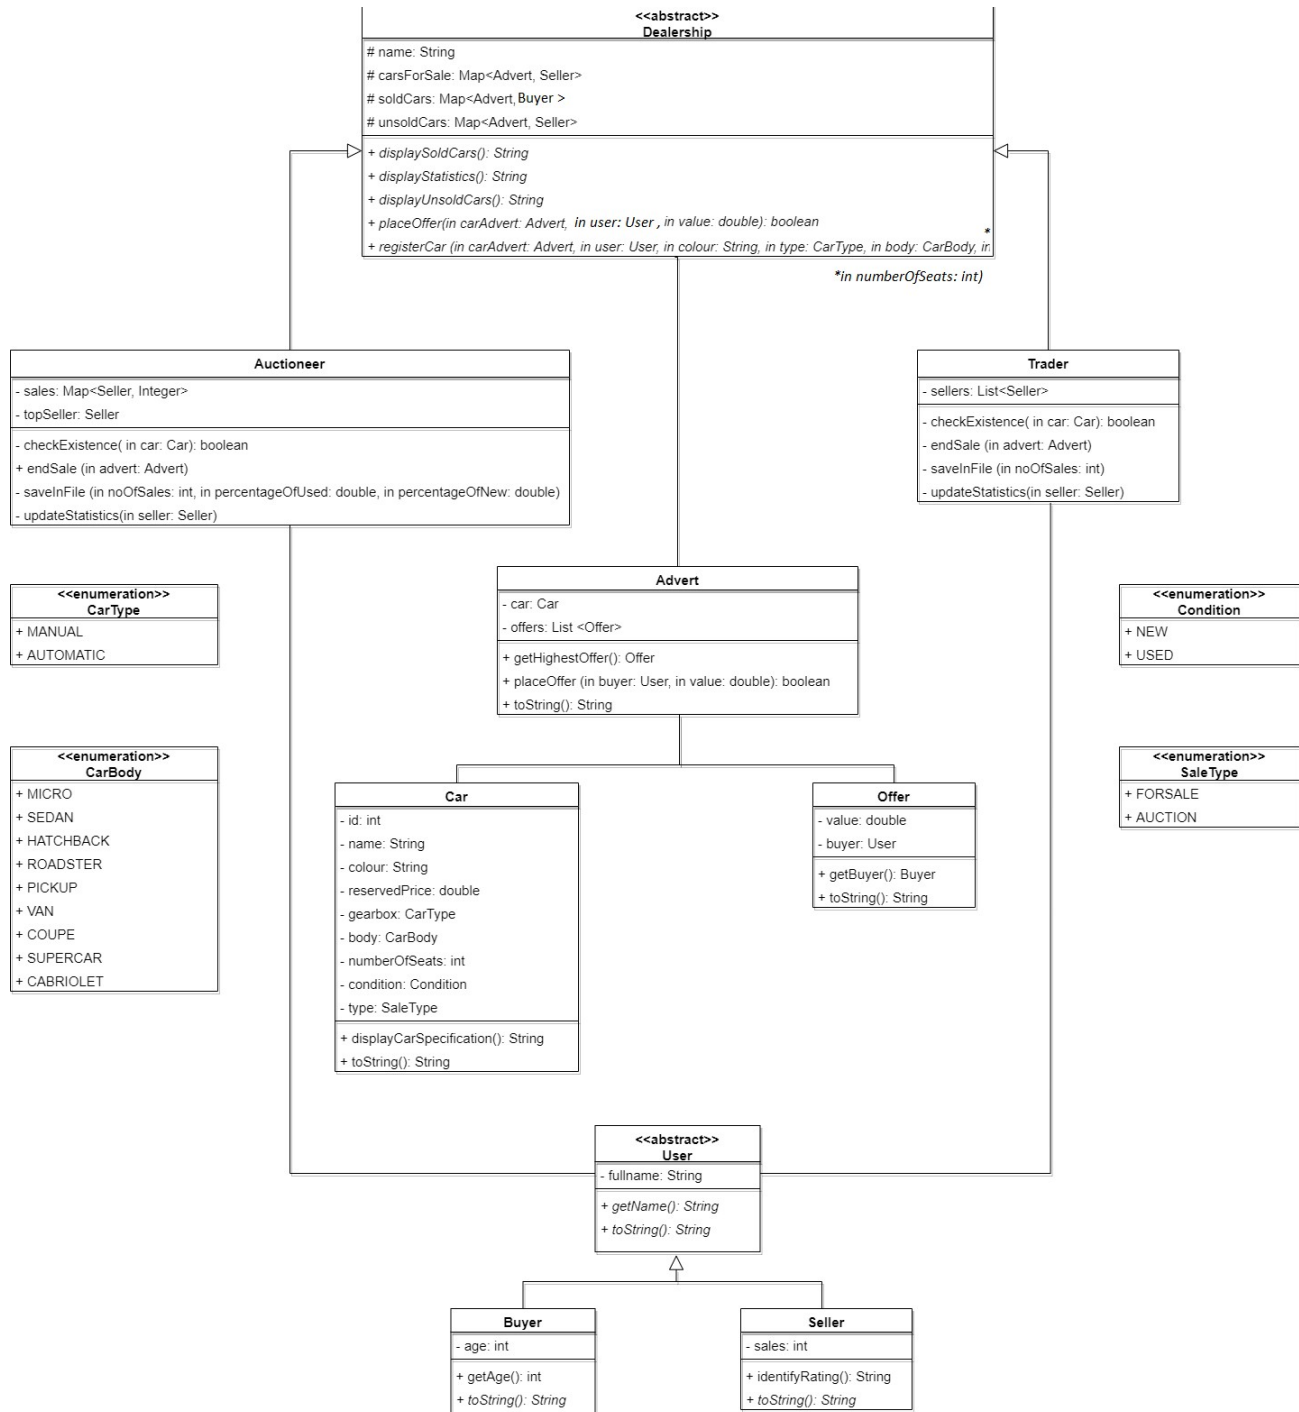 <<abstract>>
Dealership
# name: String
# carsForSale: Map<Advert, Seller>
# soldCars: Map<Advert, Buyer >
# unsoldCars: Map<Advert, Seller>
+ displaySoldCars(): String
+ displayStatistics(): String
+ displayUnsoldCars(): String
+ placeOffer(in carAdvert: Advert, in user: User , in value: double): boolean
*
+ registerCar (in carAdvert: Advert, in user: User, in colour: String, in type: CarType, in body: CarBody, in
*in numberOfSeats: int)
Auctioneer
- sales: Map<Seller, Integer>
- topSeller: Seller
- checkExistence( in car: Car): boolean
+ endSale (in advert: Advert)
- saveInFile (in noOfSales: int, in percentageOfUsed: double, in percentageOfNew: double)
- updateStatistics(in seller: Seller)
Trader
- sellers: List<Seller>
- checkExistence( in car: Car): boolean
- endSale (in advert: Advert)
- saveInFile (in noOfSales: int)
- updateStatistics(in seller: Seller)
<<enumeration>>
CarType
+ MANUAL
+ AUTOMATIC
Advert
- car: Car
- offers: List <Offer>
+ getHighestOffer(): Offer
+ placeOffer (in buyer: User, in value: double): boolean
+ toString(): String
<<enumeration>>
Condition
+ NEW
+ USED
<<enumeration>>
CarBody
+ MICRO
+ SEDAN
+ HATCHBACK
+ ROADSTER
+ PICKUP
+ VAN
+ COUPE
+ SUPERCAR
+ CABRIOLET
Car
- id: int
- name: String
- colour: String
- reservedPrice: double
- gearbox: CarType
- body: CarBody
- numberOfSeats: int
- condition: Condition
- type: SaleType
+ displayCarSpecification(): String
+ toString(): String
Offer
- value: double
- buyer: User
+ getBuyer(): Buyer
+ toString(): String
<<enumeration>>
SaleType
+ FORSALE
+ AUCTION
<<abstract>>
User
- fullname: String
+ getName(): String
+ toString(): String
Buyer
- age: int
+ getAge(): int
+ toString(): String
Seller
- sales: int
+ identifyRating(): String
+ toString(): String